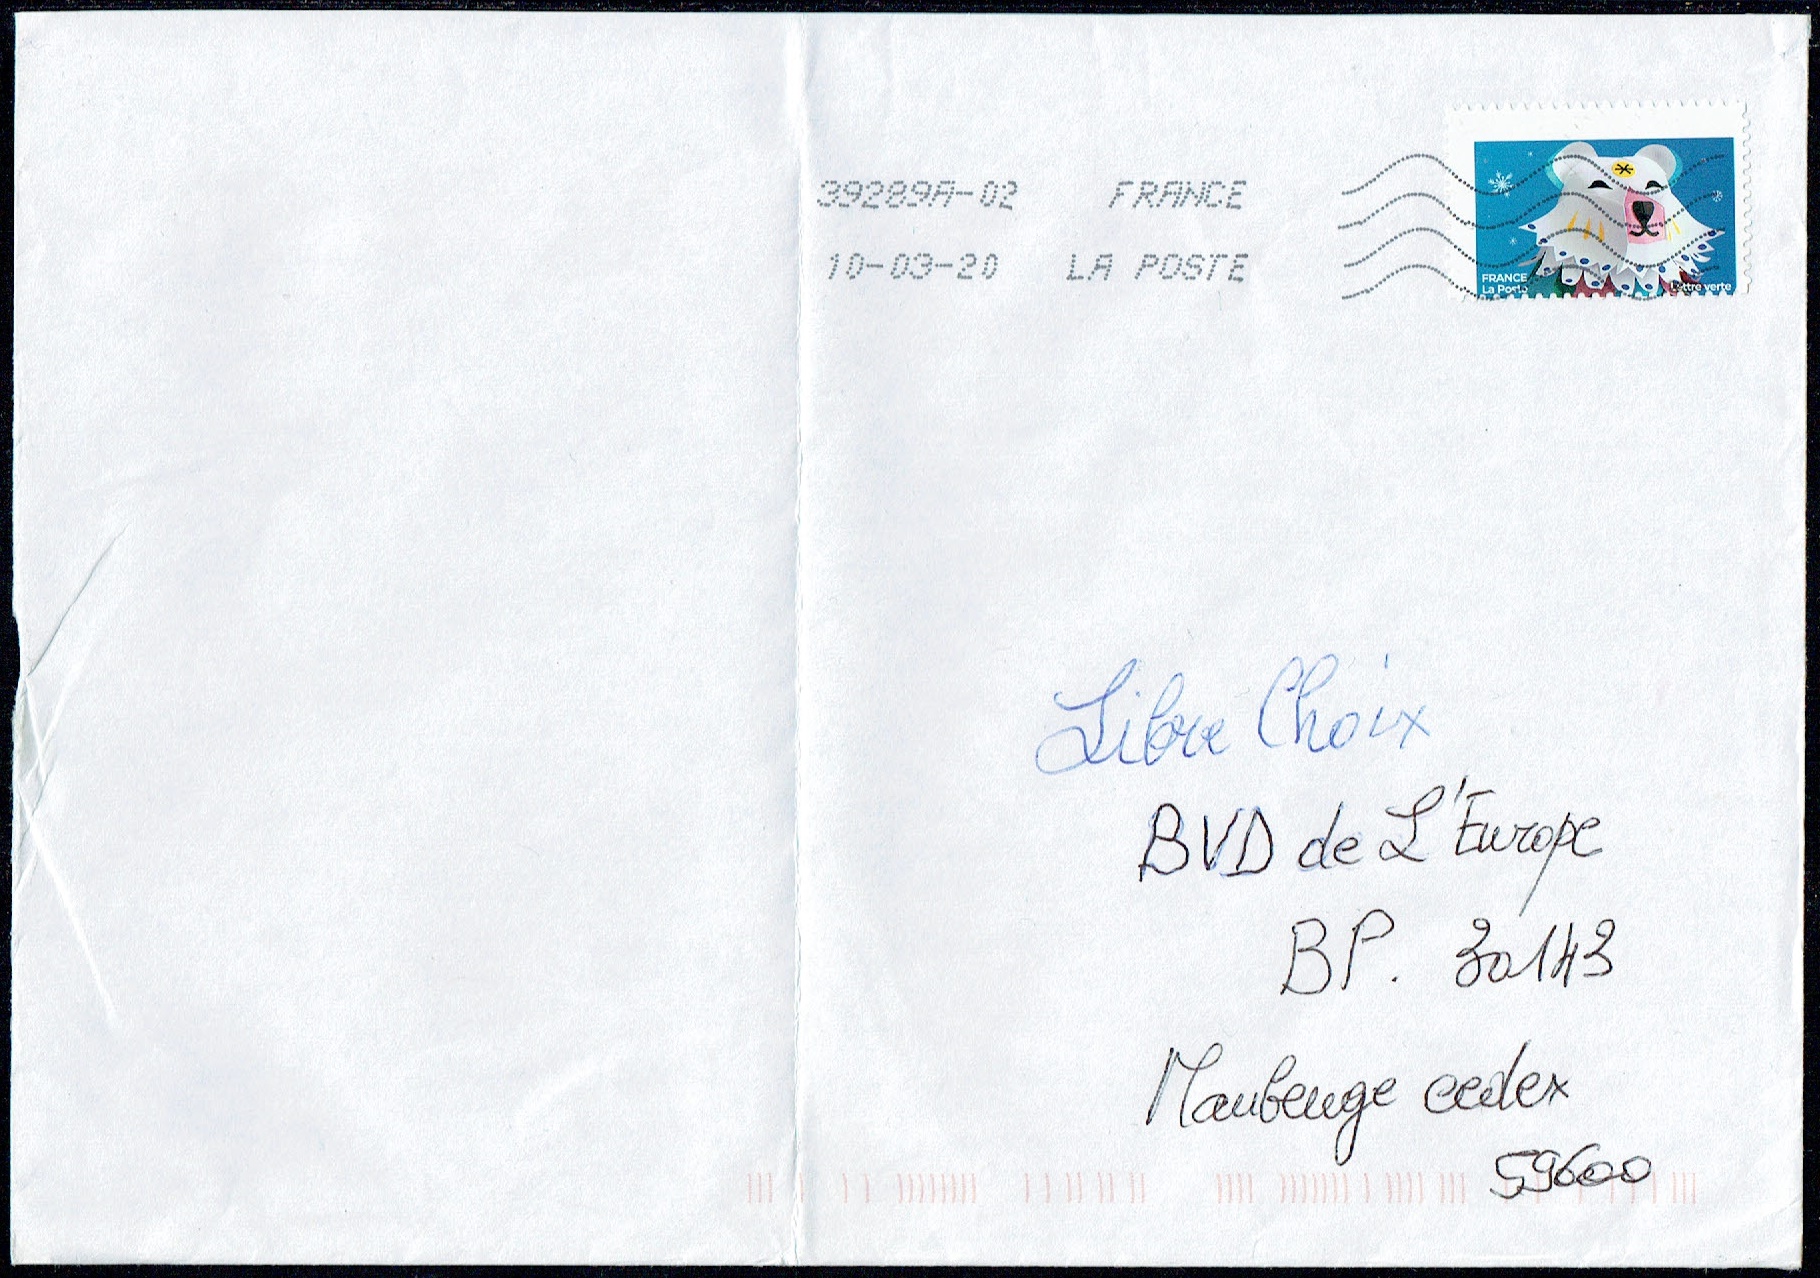 39289A-02 FRANCE
10-03-20 LA POSTE
FRANCE
La Poste
Lettre verte
Libre Choix
BVD de L'Europe
BP. 30143
Maubeuge cedex
59600